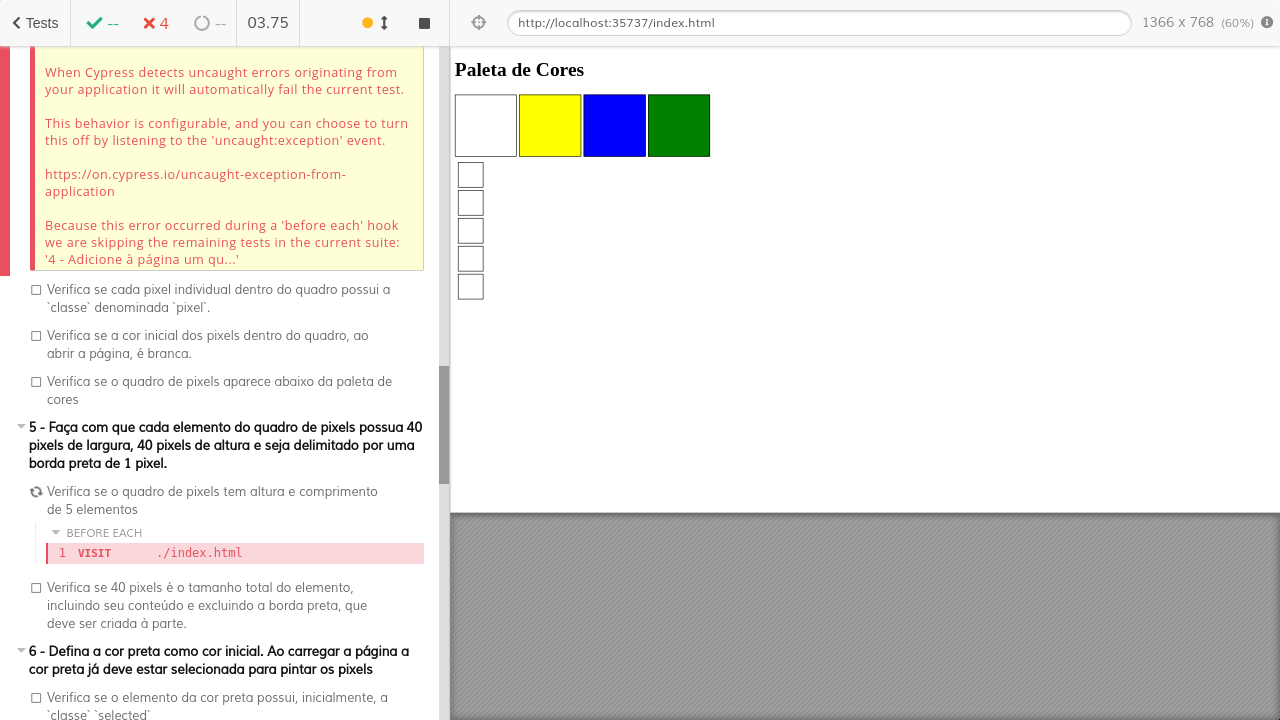 Tests
--
4
--
03.75
http://localhost:35737/index.html
1366 x 768 (60%)
When Cypress detects uncaught errors originating from
your application it will automatically fail the current test.
This behavior is configurable, and you can choose to turn
this off by listening to the 'uncaught:exception' event.
https://on.cypress.io/uncaught-exception-from-
application
Because this error occurred during a 'before each' hook
we are skipping the remaining tests in the current suite:
'4 - Adicione à página um qu...'
Verifica se cada pixel individual dentro do quadro possui a
`classe` denominada `pixel`.
Verifica se a cor inicial dos pixels dentro do quadro, ao
abrir a página, é branca.
Verifica se o quadro de pixels aparece abaixo da paleta de
cores
5 - Faça com que cada elemento do quadro de pixels possua 40
pixels de largura, 40 pixels de altura e seja delimitado por uma
borda preta de 1 pixel.
Verifica se o quadro de pixels tem altura e comprimento
de 5 elementos
BEFORE EACH
1 VISIT ./index.html
Verifica se 40 pixels é o tamanho total do elemento,
incluindo seu conteúdo e excluindo a borda preta, que
deve ser criada à parte.
6 - Defina a cor preta como cor inicial. Ao carregar a página a
cor preta já deve estar selecionada para pintar os pixels
Verifica se o elemento da cor preta possui, inicialmente, a
`classe` `selected`
Paleta de Cores